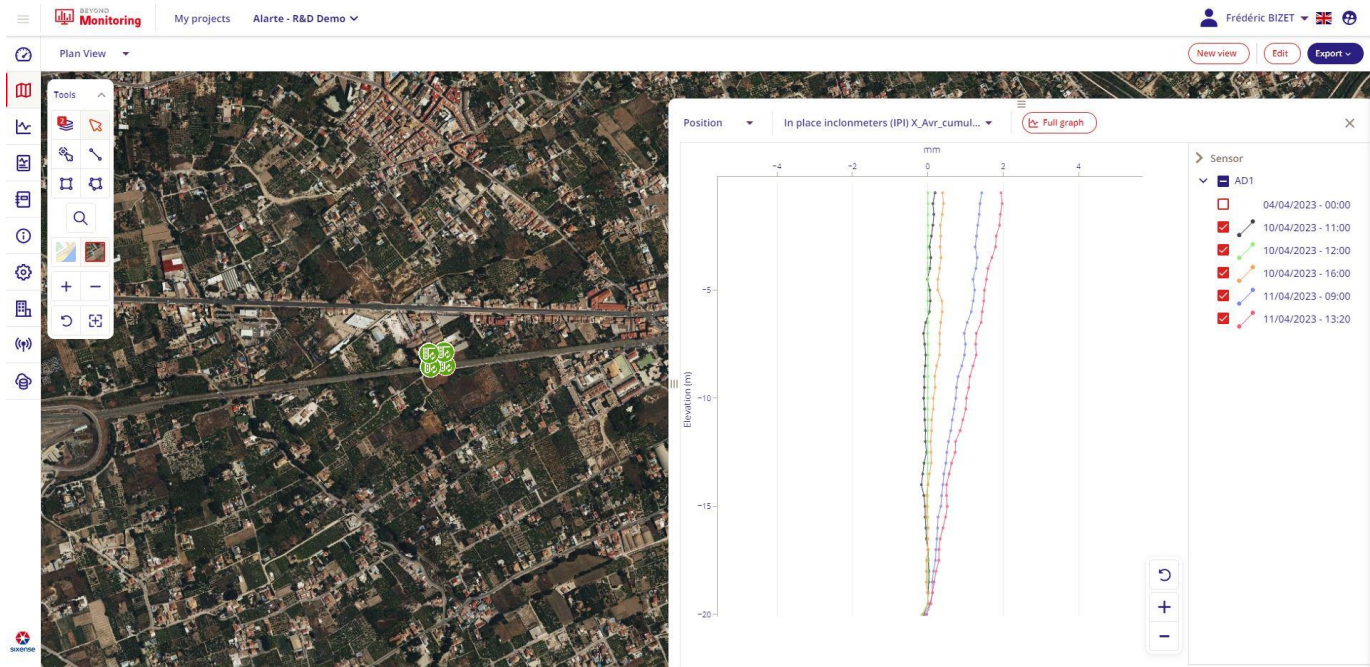 BEYOND
Monitoring
My projects
Alarte - R&D Demo
Frédéric BIZET
Plan View
New view
Edit
Export
Tools
2
Position
In place inclonmeters (IPI) X_Avr_cumul...
Full graph
mm
−4
−2
0
2
4
−5
−10
−15
−20
Elevation (m)
Sensor
AD1
04/04/2023 - 00:00
10/04/2023 - 11:00
10/04/2023 - 12:00
10/04/2023 - 16:00
11/04/2023 - 09:00
11/04/2023 - 13:20
sixense